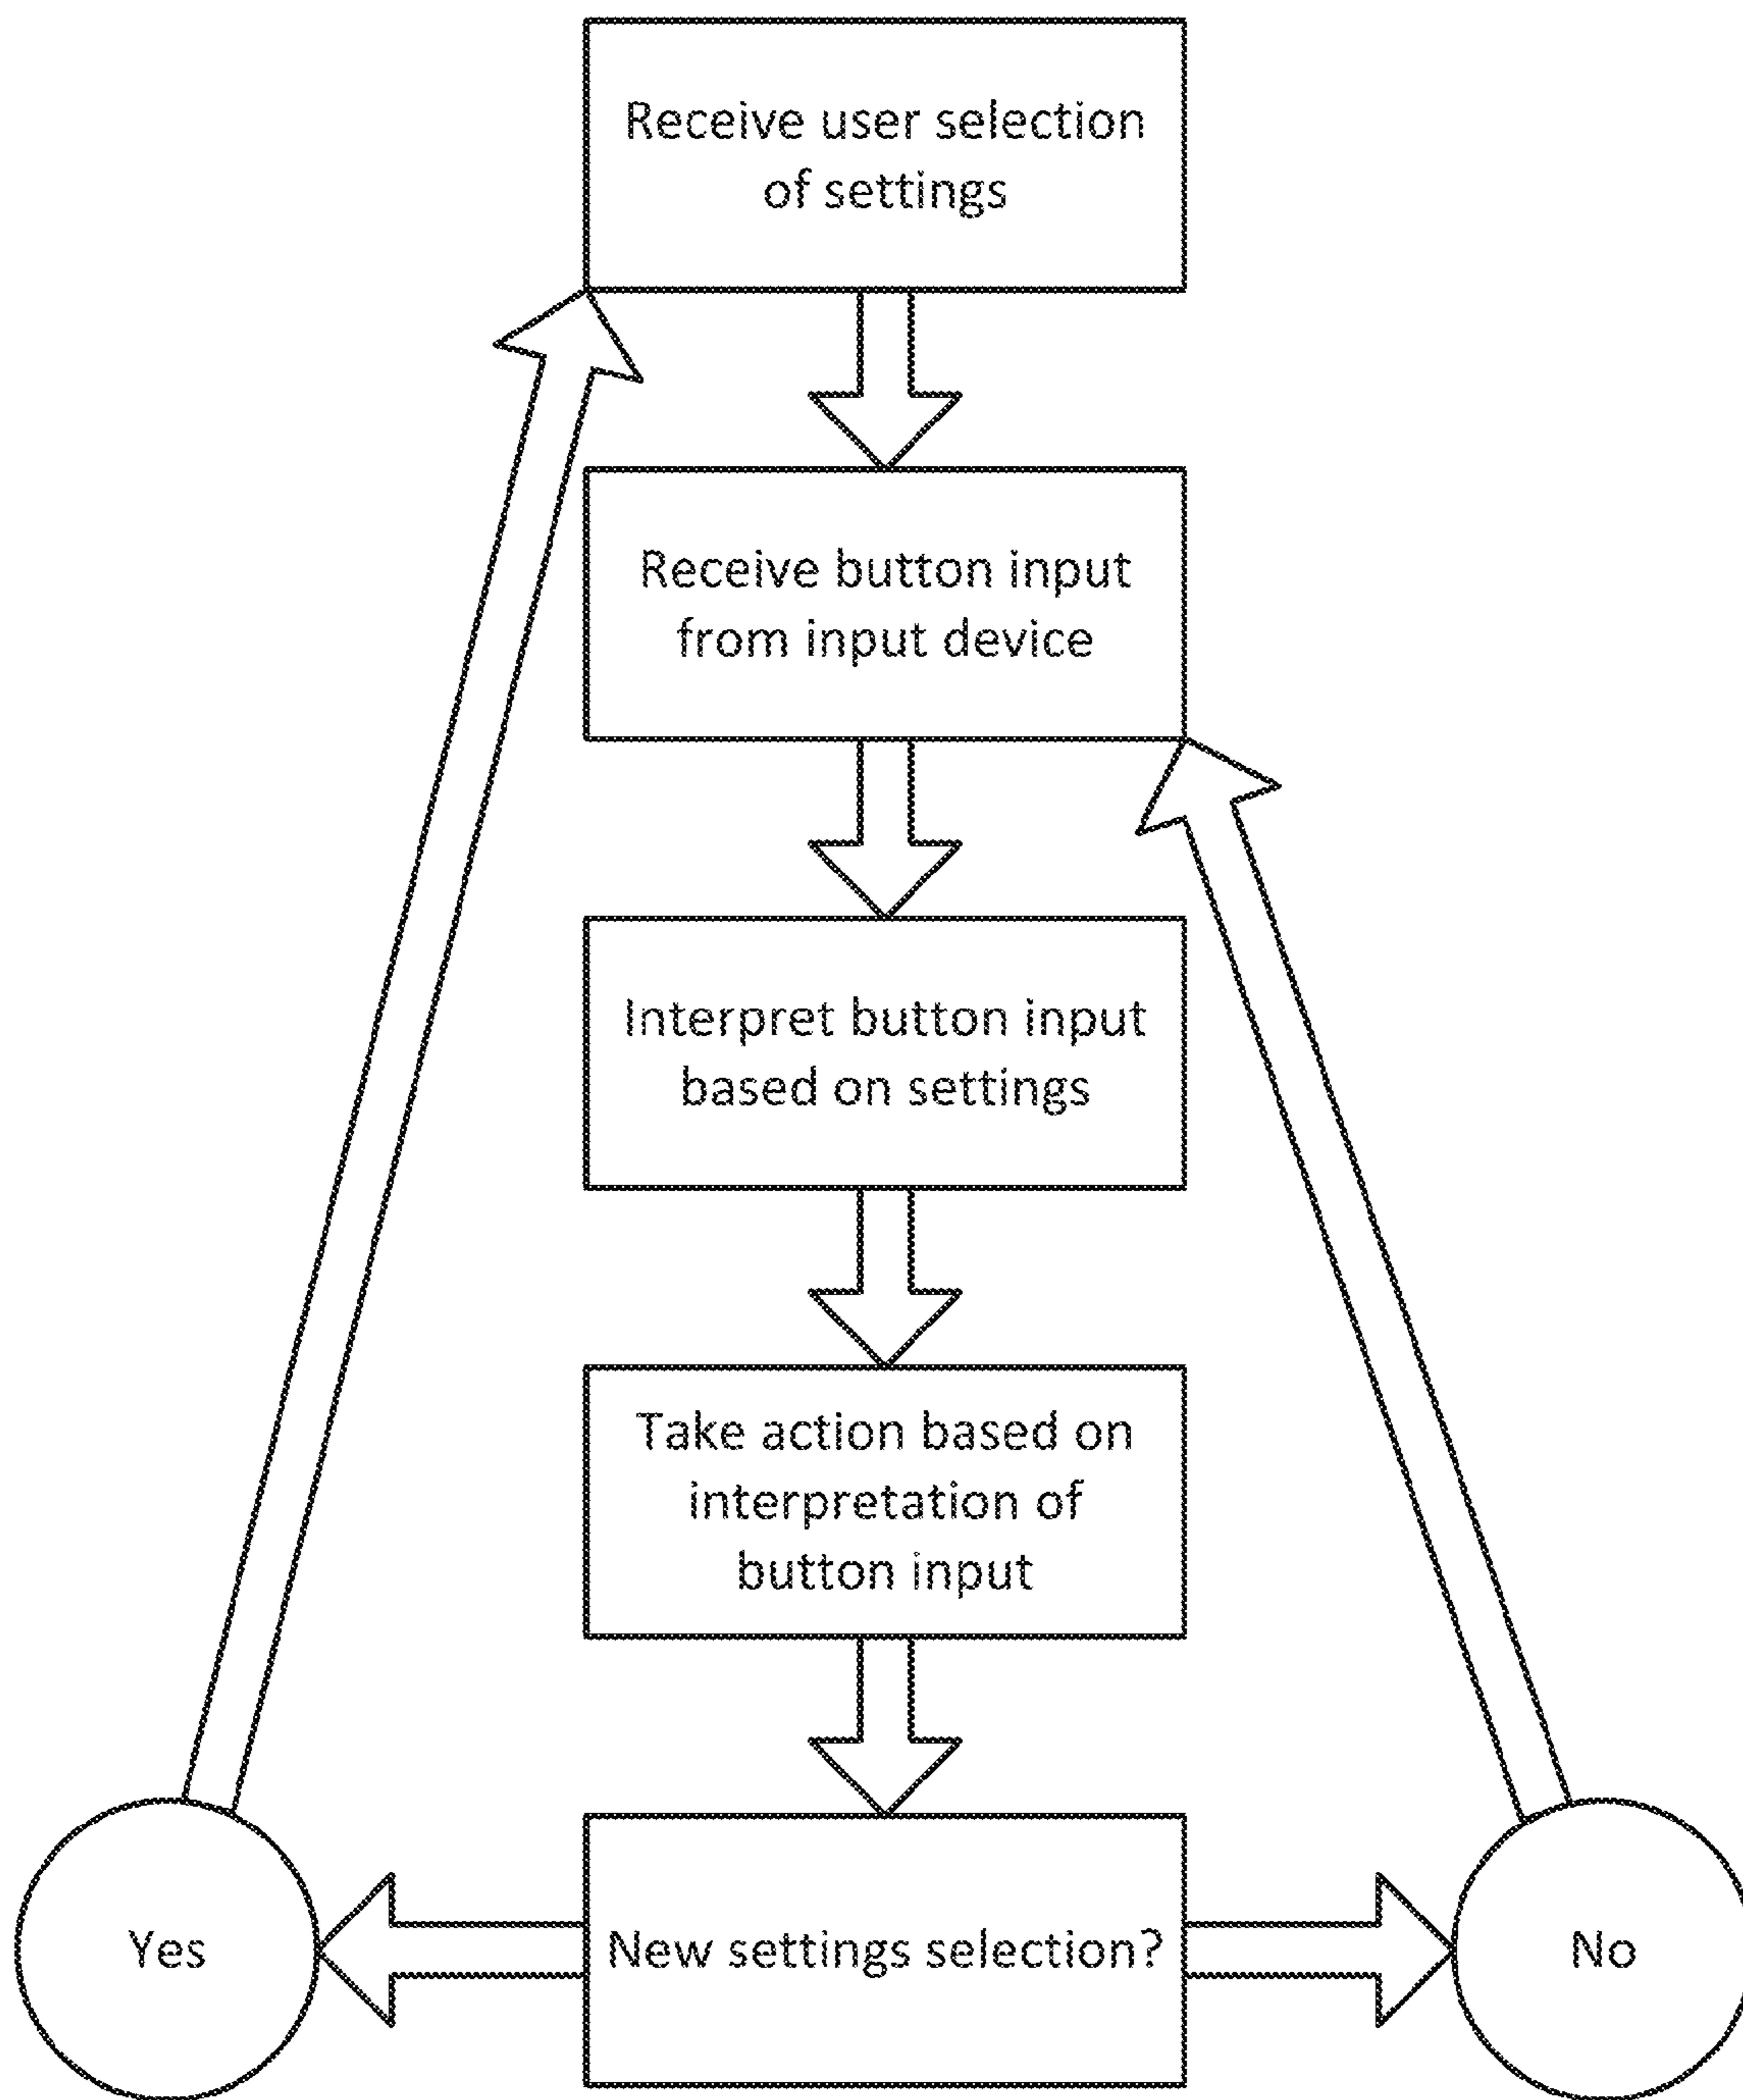 Receive user selection
of settings
Receive button input
from input device
Interpret button input
based on settings
Take action based on
interpretation of
button input
Yes
New settings selection?
No